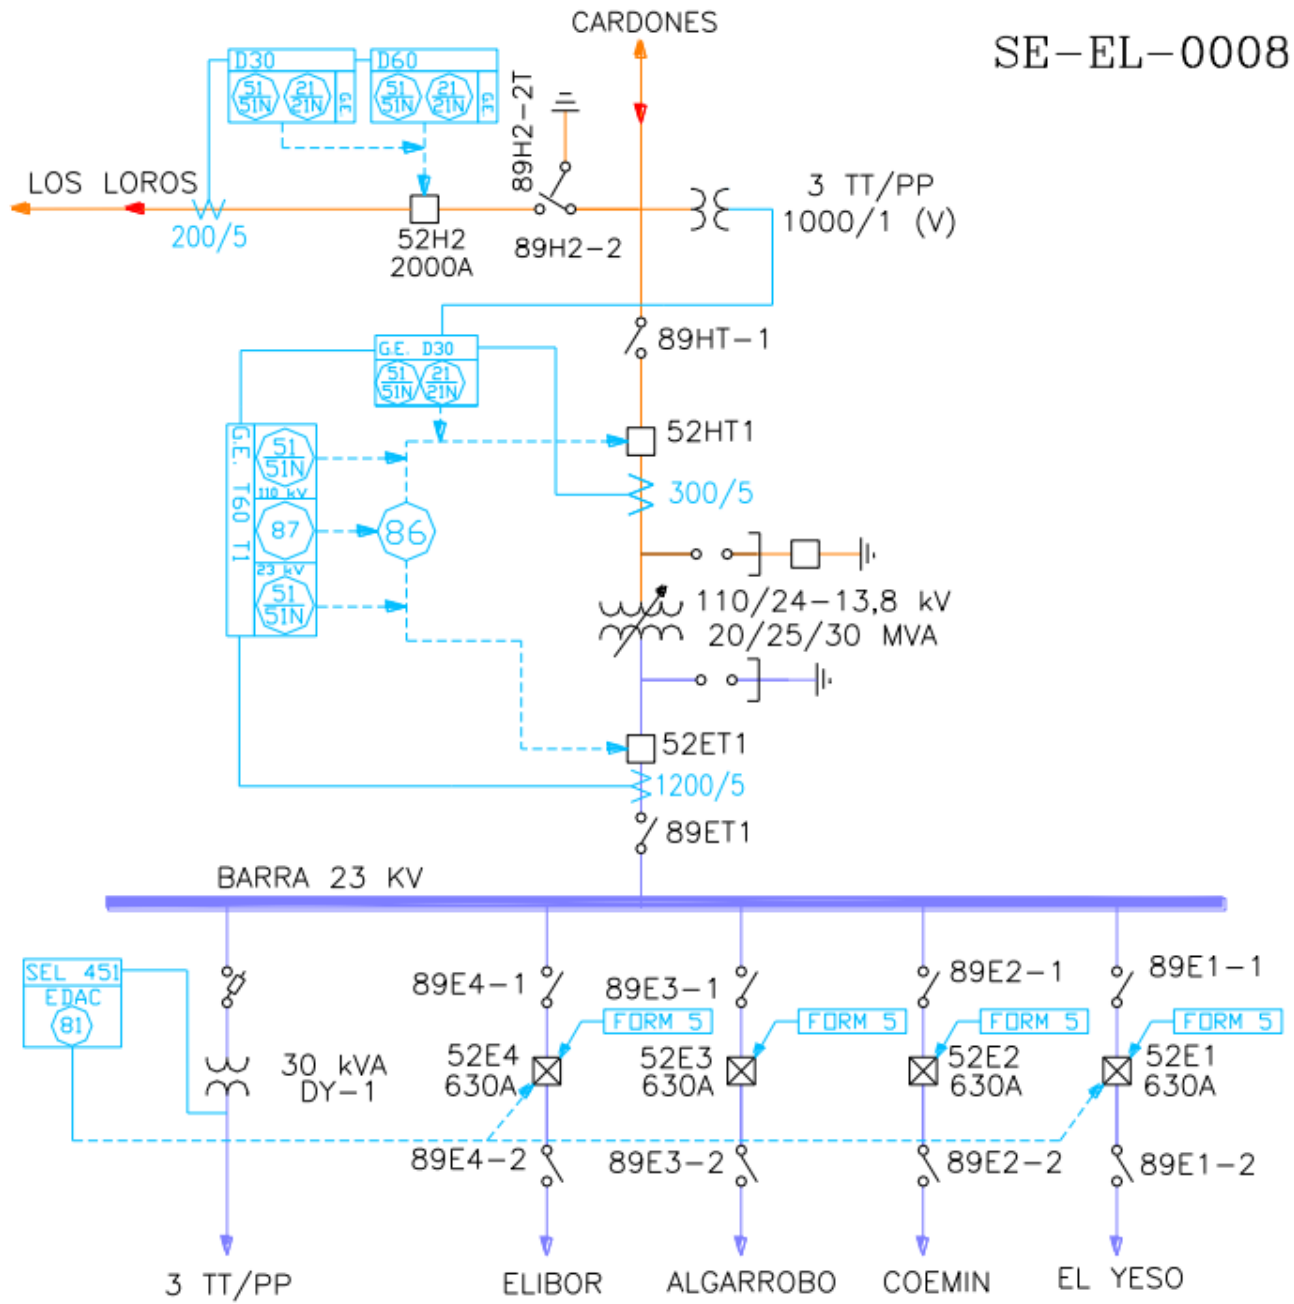 CARDONES
SE-EL-0008
D30
D60
51
51N
21
21N
G.E.
51
51N
21
21N
G.E.
89H2-2T
LOS LOROS
200/5
52H2
2000A
89H2-2
3 TT/PP
1000/1 (V)
89HT-1
G.E. D30
51
51N
21
21N
52HT1
300/5
G.E. T60 T1
51
51N
110 kV
87
23 kV
51
51N
86
110/24-13,8 kV
20/25/30 MVA
52ET1
1200/5
89ET1
BARRA 23 KV
SEL 451
EDAC
81
30 kVA
DY-1
89E4-1
89E3-1
89E2-1
89E1-1
FORM 5
FORM 5
FORM 5
FORM 5
52E4
630A
52E3
630A
52E2
630A
52E1
630A
89E4-2
89E3-2
89E2-2
89E1-2
3 TT/PP
ELIBOR
ALGARROBO
COEMIN
EL YESO